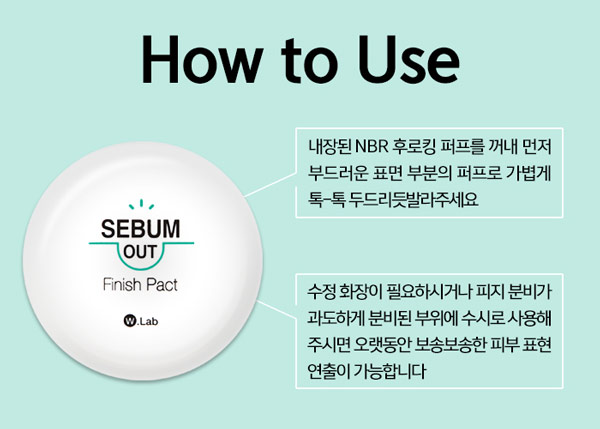 How to Use
내장된 NBR 후로킹 퍼프를 꺼내 먼저
부드러운 표면 부분의 퍼프로 가볍게
톡-톡 두드리듯발라주세요
SEBUM
OUT
Finish Pact
W.Lab
수정 화장이 필요하시거나 피지 분비가
과도하게 분비된 부위에 수시로 사용해
주시면 오랫동안 보송보송한 피부 표현
연출이 가능합니다